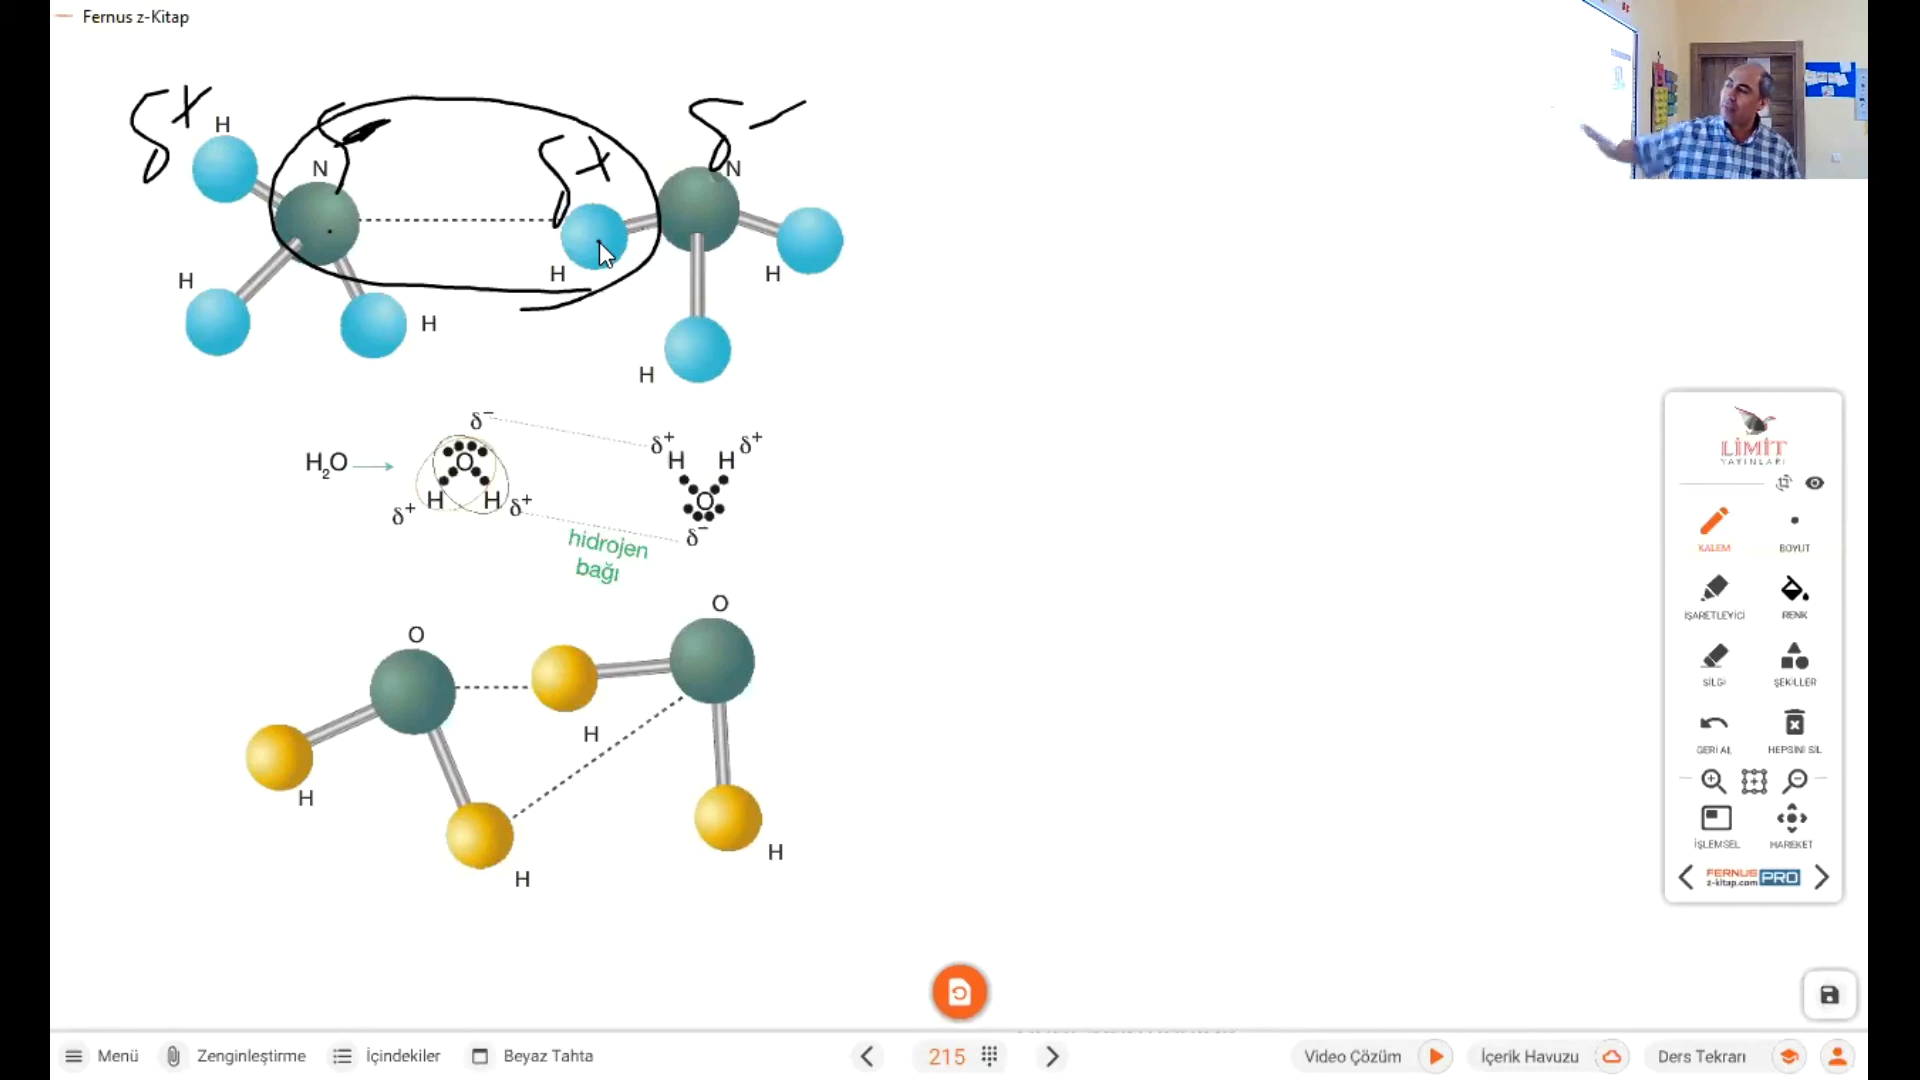 Fernus z-Kitap
δ+
H
N
δ-
δ+
δ-
N
H
H
H
H
H
H
δ-
δ+
δ+
H₂O
O
H
H
O
H
H
δ+
δ+
δ-
hidrojen
bağı
O
O
H
H
H
H
LİMİT
YAYINLARI
KALEM
BOYUT
İŞARETLEYİCİ
RENK
SİLGİ
ŞEKİLLER
GERİ AL
HEPSİNİ SİL
İŞLEMSEL
HAREKET
FERNUS
z-kitap.com
PRO
Menü
Zenginleştirme
İçindekiler
Beyaz Tahta
215
Video Çözüm
İçerik Havuzu
Ders Tekrarı